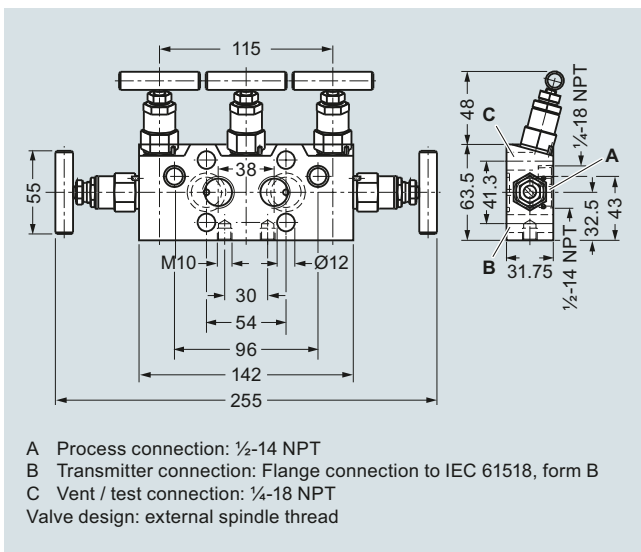 115
55
38
M10
Ø12
30
54
96
142
255
48
63.5
41.3
C
¼-18 NPT
A
32.5
43
B
31.75
½-14 NPT
A Process connection: ½-14 NPT
B Transmitter connection: Flange connection to IEC 61518, form B
C Vent / test connection: ¼-18 NPT
Valve design: external spindle thread